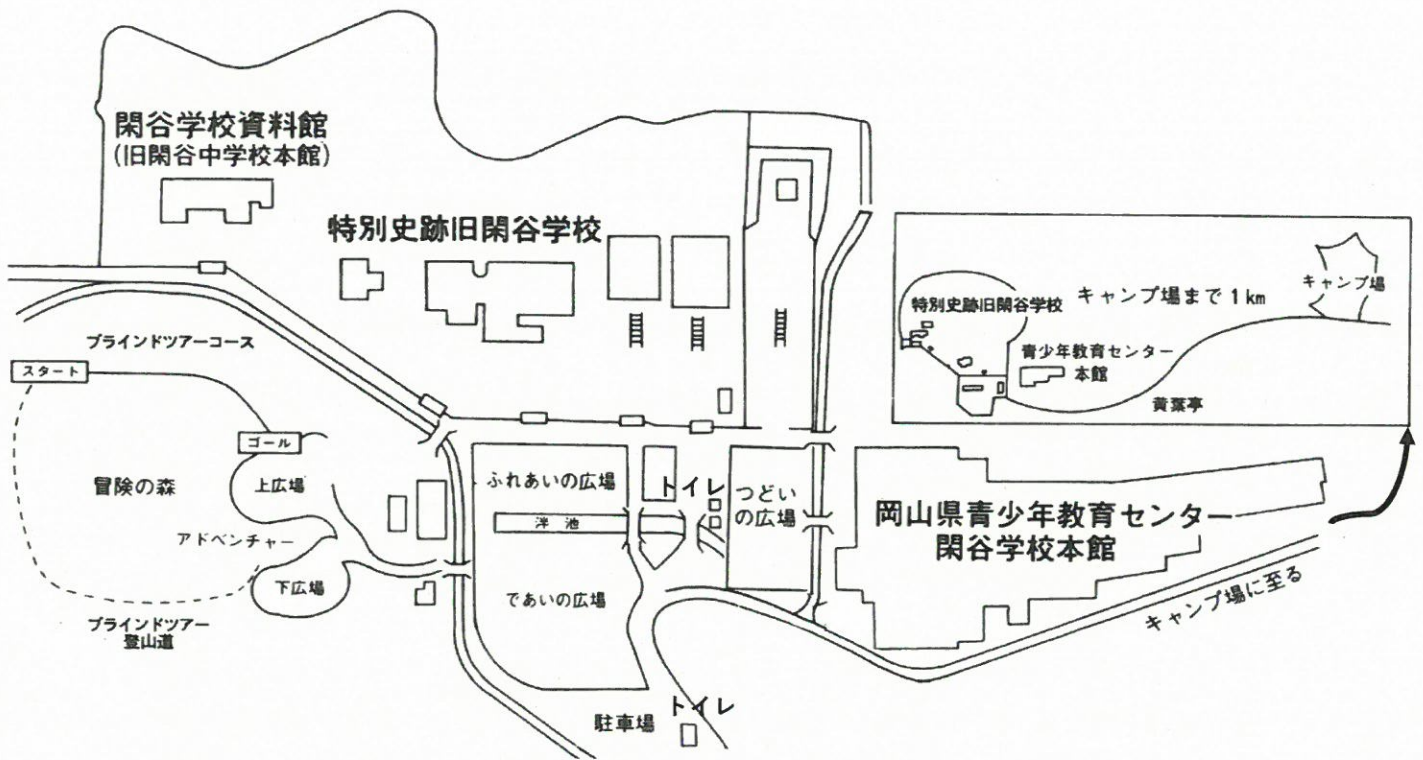 閑谷学校資料館
(旧閑谷中学校本館)
特別史跡旧閑谷学校
特別史跡旧閑谷学校
キャンプ場まで1km
キャンプ場
青少年教育センター
本館
黄葉亭
ブラインドツアーコース
スタート
ゴール
冒険の森
上広場
アドベンチャー
下広場
ブラインドツアー
登山道
ふれあいの広場
泮池
であいの広場
トイレ
つどい
の広場
岡山県青少年教育センター
閑谷学校本館
キャンプ場に至る
駐車場
トイレ